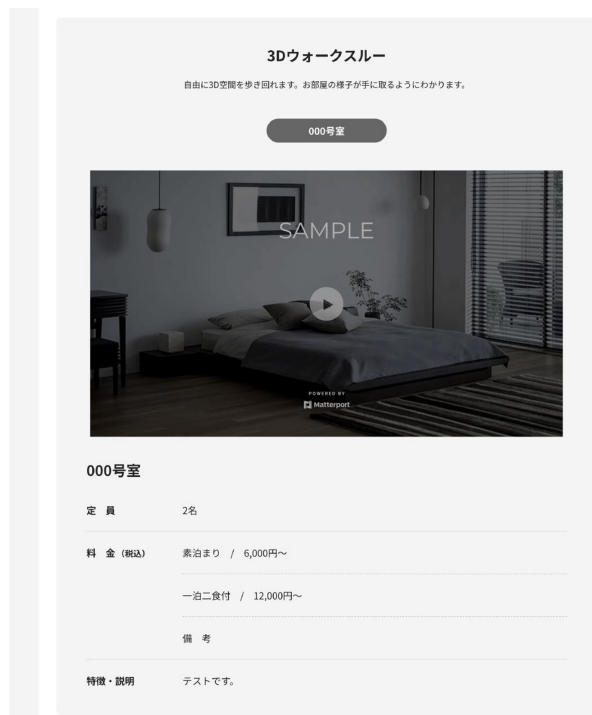 3Dウォークスルー
自由に3D空間を歩き回れます。お部屋の様子が手に取るようにわかります。
000号室
SAMPLE
POWERED BY
Matterport
000号室
定　員　2名
料　金（税込）　素泊まり　/　6,000円〜
一泊二食付　/　12,000円〜
備　考
特徴・説明　テストです。